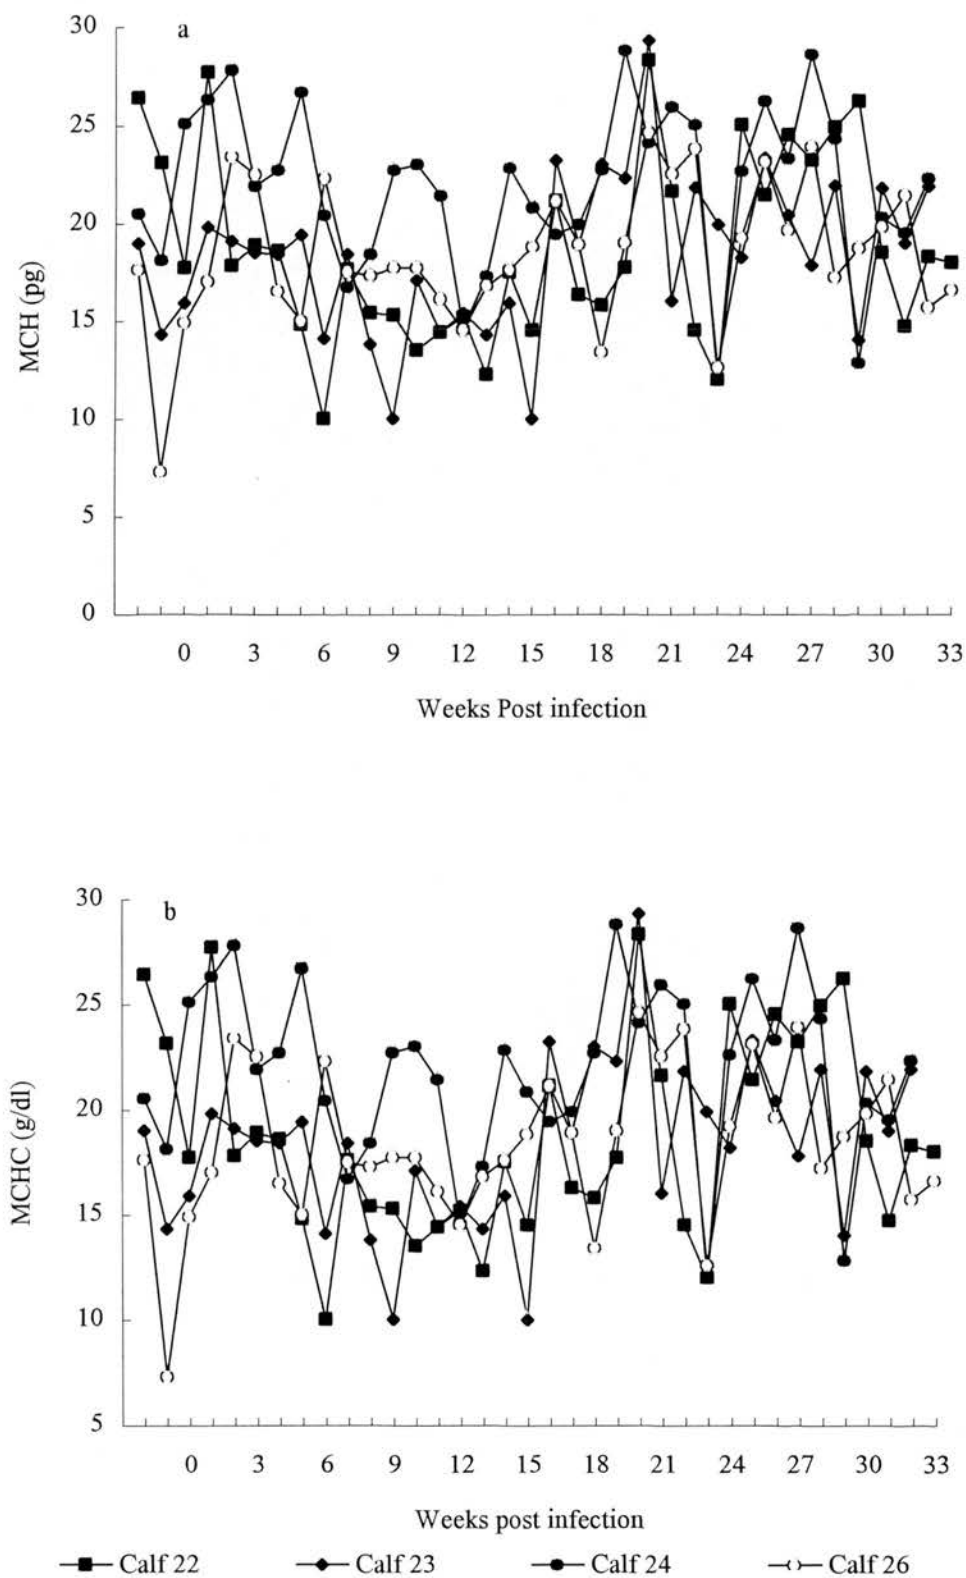 30
a
25
20
MCH (pg)
15
10
5
0
0 3 6 9 12 15 18 21 24 27 30 33
Weeks Post infection
30
b
25
20
MCHC (g/dl)
15
10
5
0 3 6 9 12 15 18 21 24 27 30 33
Weeks post infection
Calf 22 Calf 23 Calf 24 Calf 26